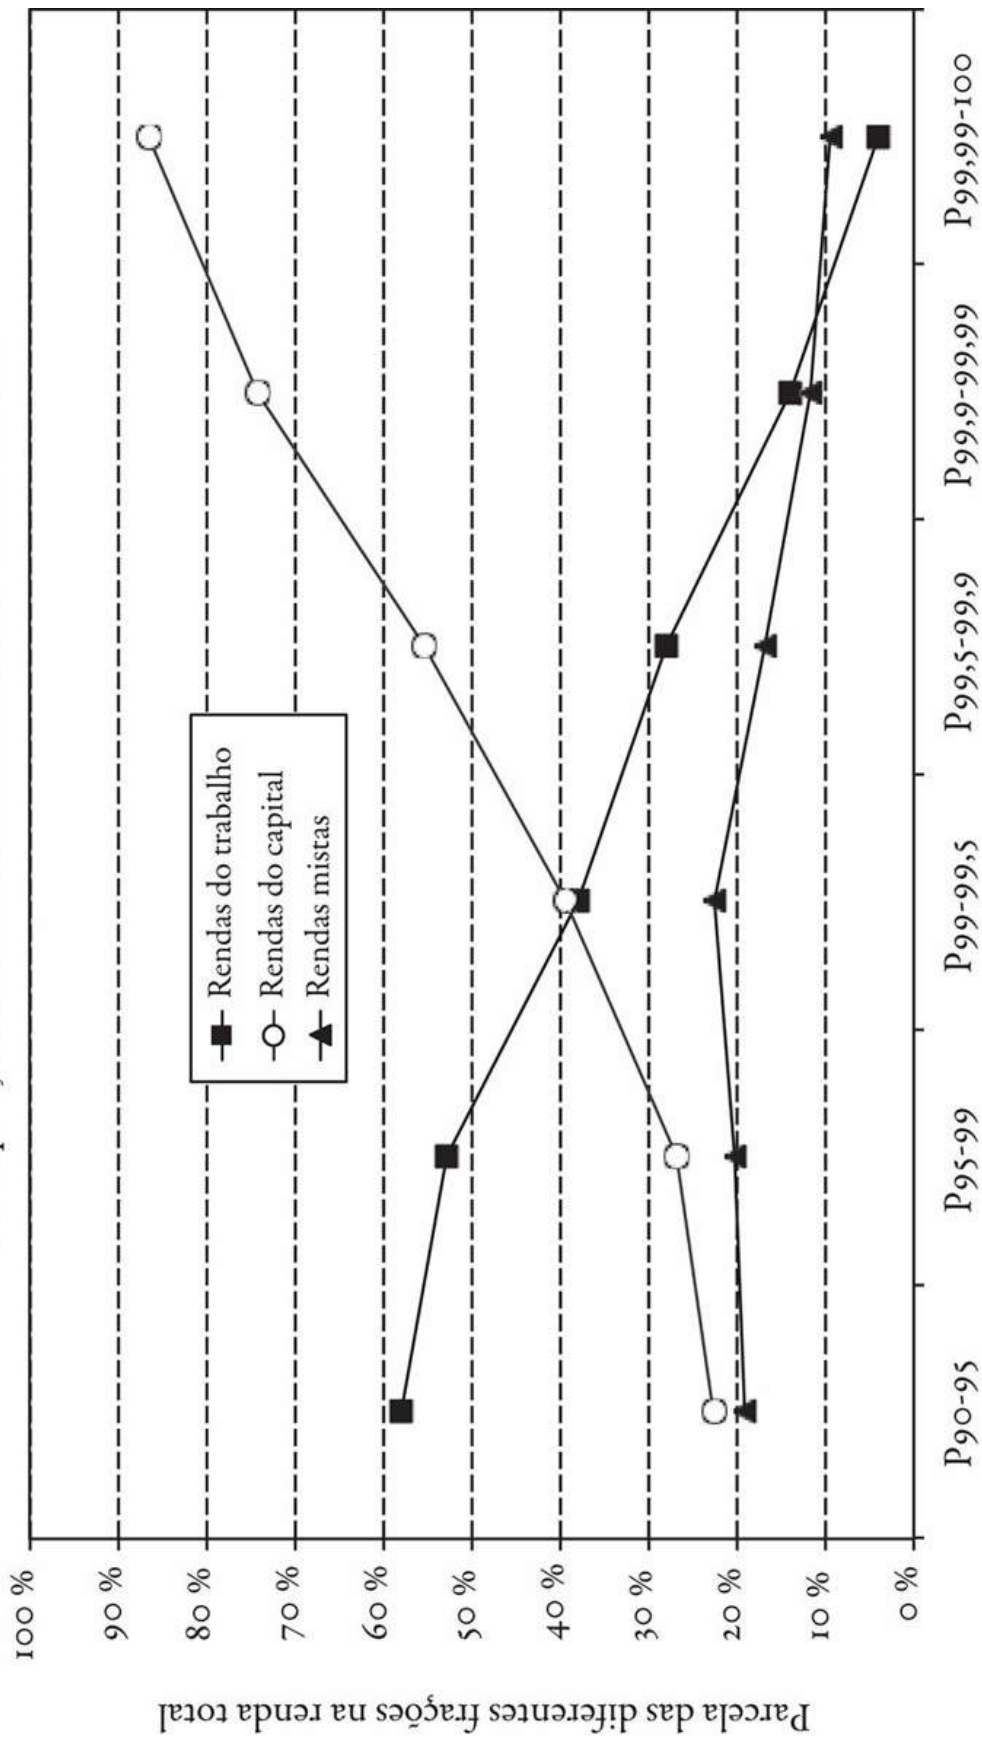 100 %
90 %
80 %
70 %
60 %
50 %
40 %
30 %
20 %
10 %
0 %
Parcela das diferentes frações na renda total
Rendas do trabalho
Rendas do capital
Rendas mistas
P90-95
P95-99
P99-99,5
P99,5-99,9
P99,9-99,99
P99,99-100